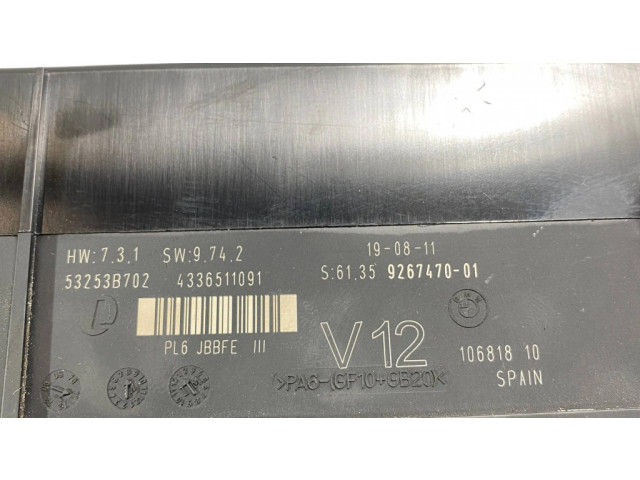 HW:7.3.1 SW:9.74.2 19-08-11
53253B702 4336511091 S:61.35 9267470-01
PL6 JBBFE III V12 106818 10
>PA6-(GF10+GB20)< SPAIN